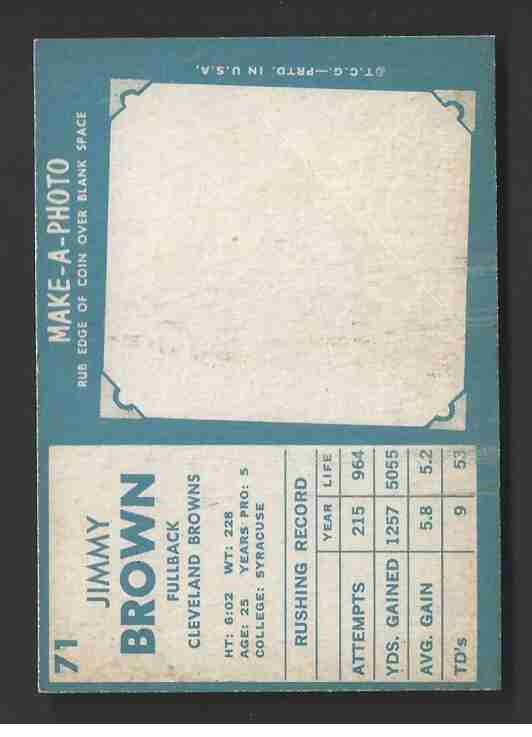 71
JIMMY
BROWN
FULLBACK
CLEVELAND BROWNS
HT: 6:02 WT: 228
AGE: 25 YEARS PRO: 5
COLLEGE: SYRACUSE
RUSHING RECORD
YEAR LIFE
ATTEMPTS 215 964
YDS. GAINED 1257 5055
AVG. GAIN 5.8 5.2
TD's 9 53
MAKE-A-PHOTO
RUB EDGE OF COIN OVER BLANK SPACE
©T.C.G.—PRTD. IN U.S.A.